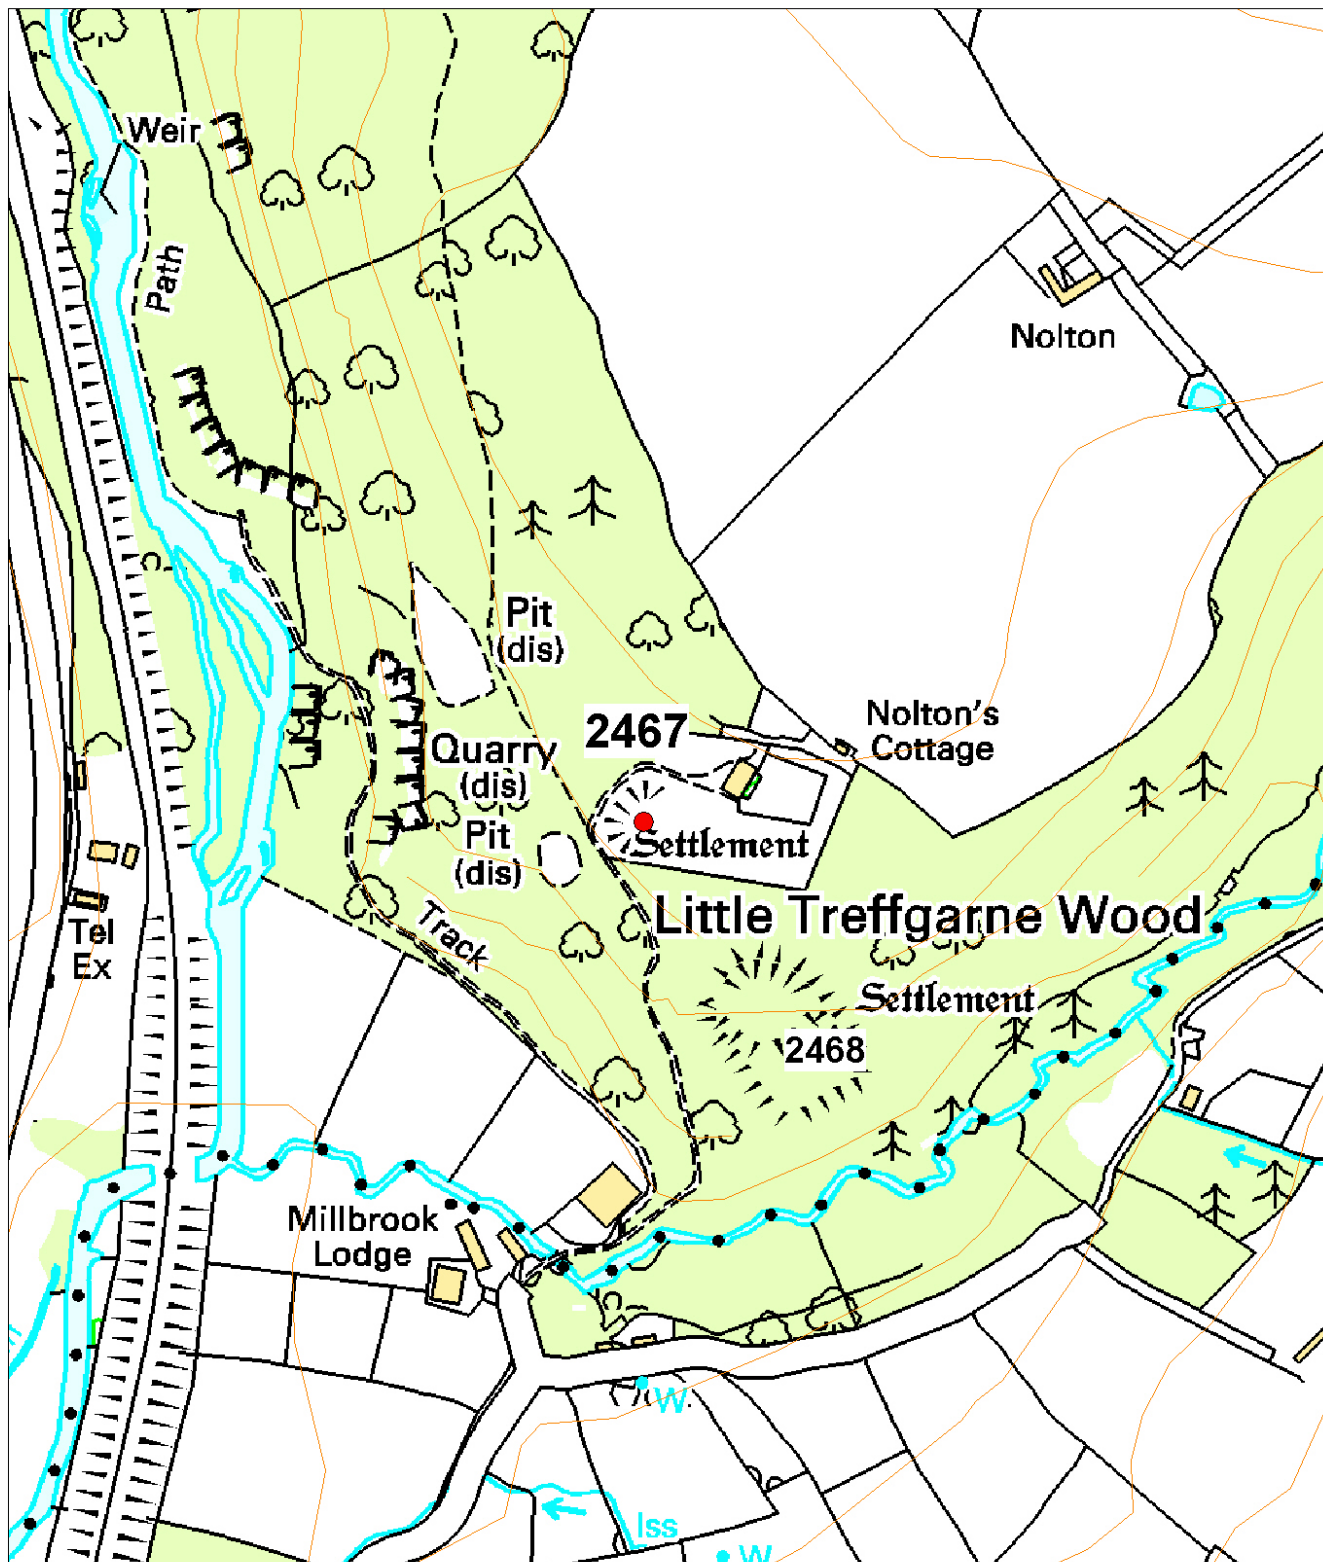 Weir
Path
Nolton
Pit
(dis)
2467
Nolton's
Cottage
Quarry
(dis)
Settlement
Pit
(dis)
Little Treffgarne Wood
Track
Tel
Ex
Settlement
2468
Millbrook
Lodge
W
Iss
W